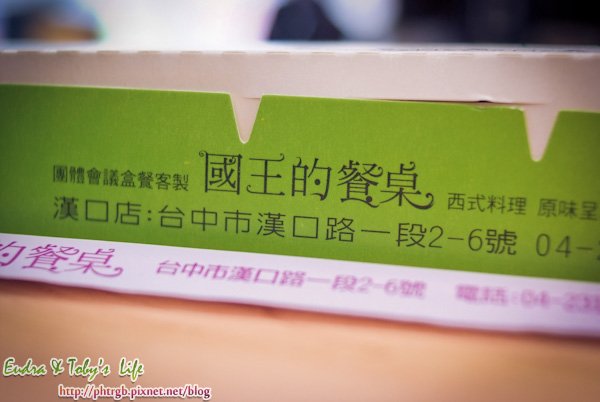 團體會議盒餐客製 國王的餐桌 西式料理 原味呈
漢口店:台中市漢口路一段2-6號 04-2
的餐桌 台中市漢口路一段2-6號 電話:04-231
Eudra & Toby's Life
http://phtrgb.pixnet.net/blog